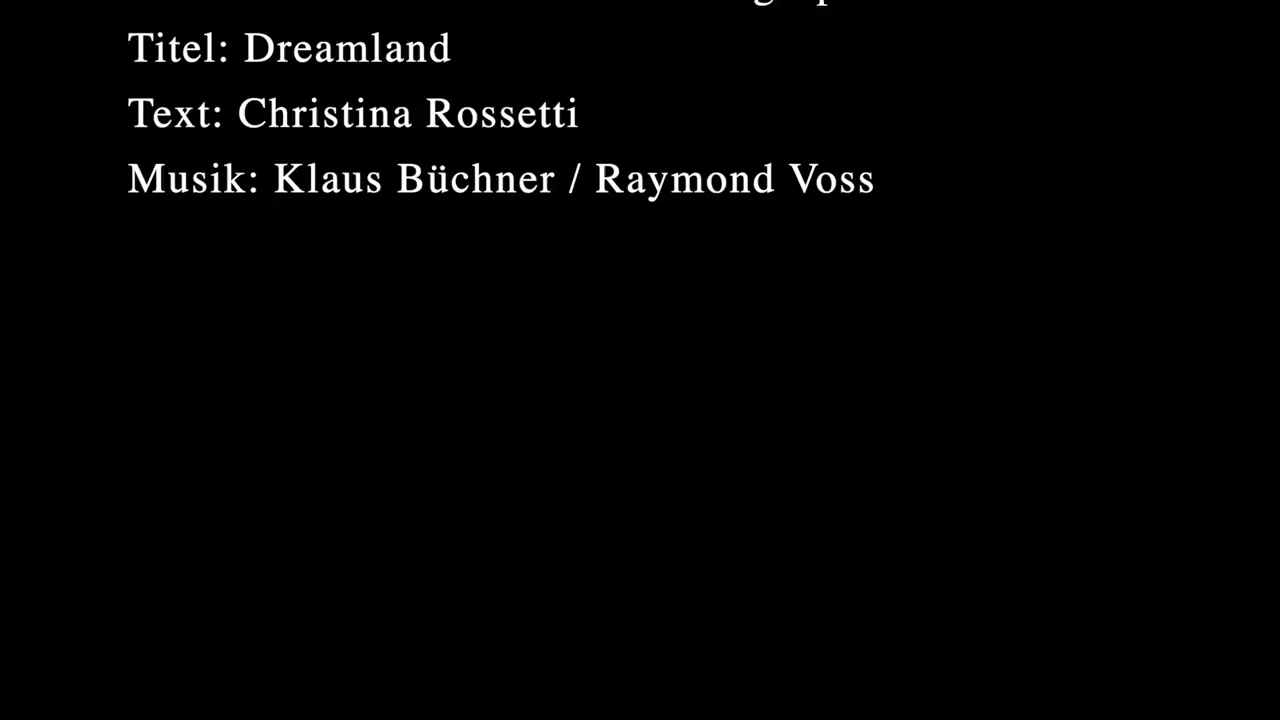 Titel: Dreamland
Text: Christina Rossetti
Musik: Klaus Büchner / Raymond Voss